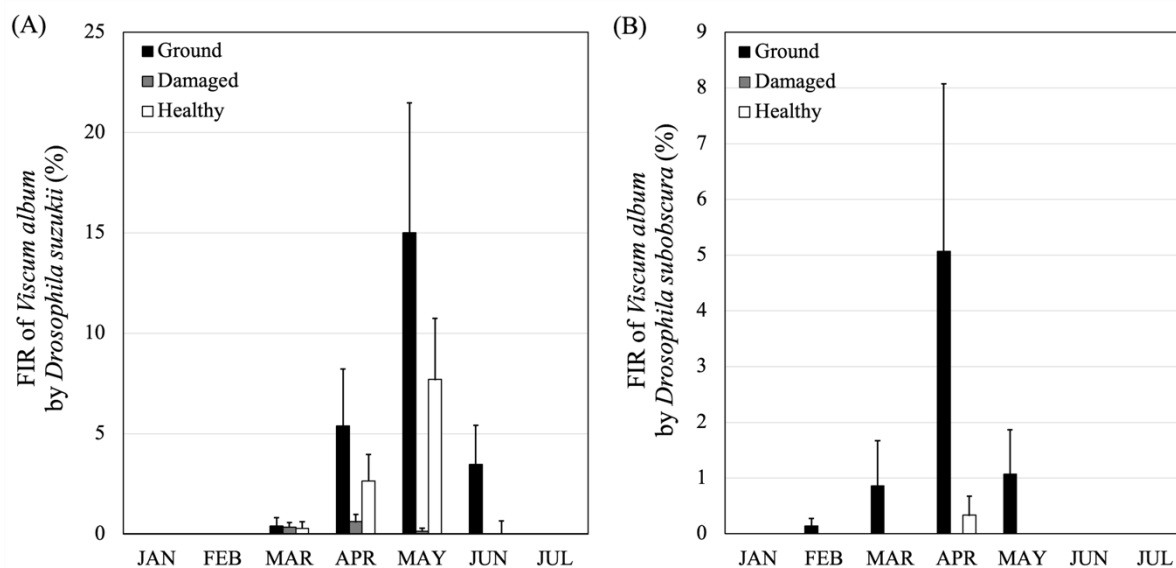 (A)
25
20
15
10
5
0
FIR of Viscum album
by Drosophila suzukii (%)
Ground
Damaged
Healthy
JAN FEB MAR APR MAY JUN JUL
(B)
9
8
7
6
5
4
3
2
1
0
FIR of Viscum album
by Drosophila subobscura (%)
Ground
Damaged
Healthy
JAN FEB MAR APR MAY JUN JUL